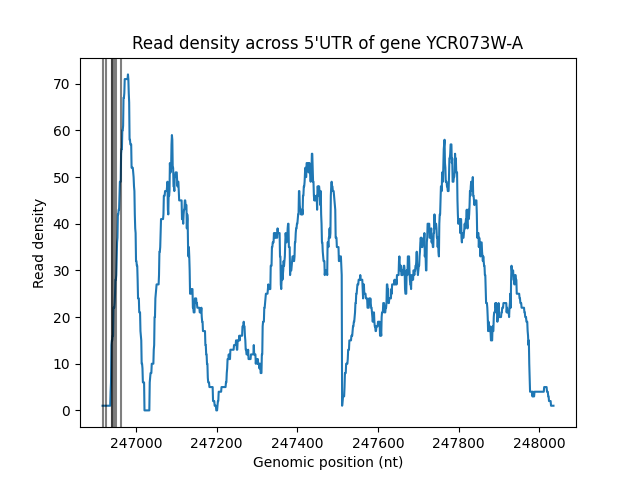 Read density across 5'UTR of gene YCR073W-A
70
60
50
40
30
20
10
0
Read density
247000 247200 247400 247600 247800 248000
Genomic position (nt)